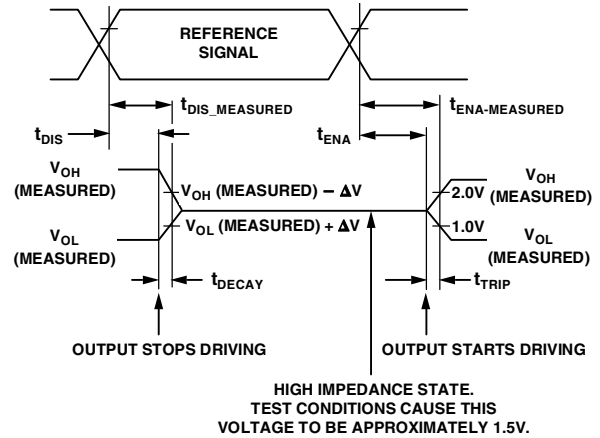 REFERENCE
SIGNAL
tDIS_MEASURED
tENA-MEASURED
tDIS
tENA
VOH
(MEASURED)
VOH (MEASURED) – ΔV
2.0V
VOH
(MEASURED)
VOL
(MEASURED)
VOL (MEASURED) + ΔV
1.0V
VOL
(MEASURED)
tDECAY
tTRIP
OUTPUT STOPS DRIVING
OUTPUT STARTS DRIVING
HIGH IMPEDANCE STATE.
TEST CONDITIONS CAUSE THIS
VOLTAGE TO BE APPROXIMATELY 1.5V.